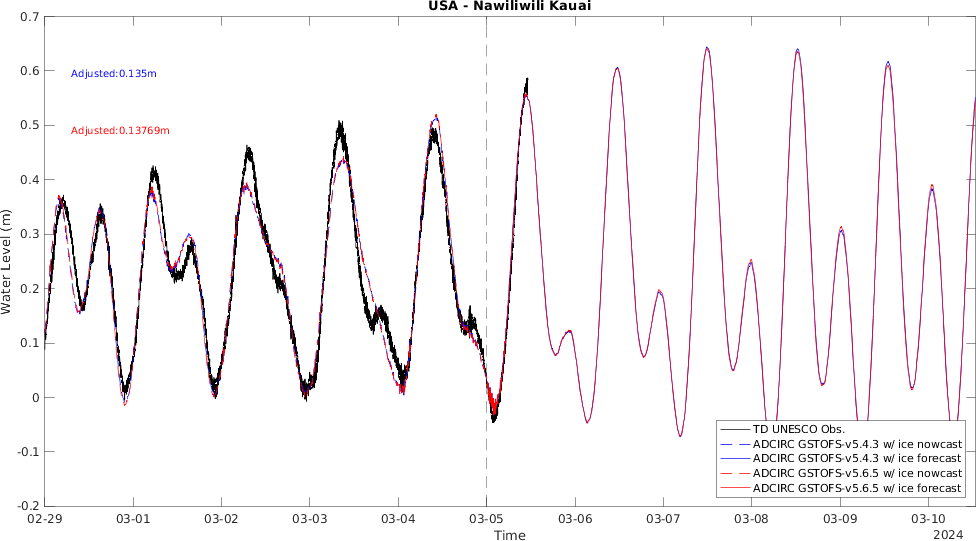 USA - Nawiliwili Kauai
0.7
0.6
0.5
0.4
0.3
0.2
0.1
0
-0.1
-0.2
Water Level (m)
Adjusted:0.135m
Adjusted:0.13769m
TD UNESCO Obs.
ADCIRC GSTOFS-v5.4.3 w/ ice nowcast
ADCIRC GSTOFS-v5.4.3 w/ ice forecast
ADCIRC GSTOFS-v5.6.5 w/ ice nowcast
ADCIRC GSTOFS-v5.6.5 w/ ice forecast
02-29 03-01 03-02 03-03 03-04 03-05 03-06 03-07 03-08 03-09 03-10
Time
2024